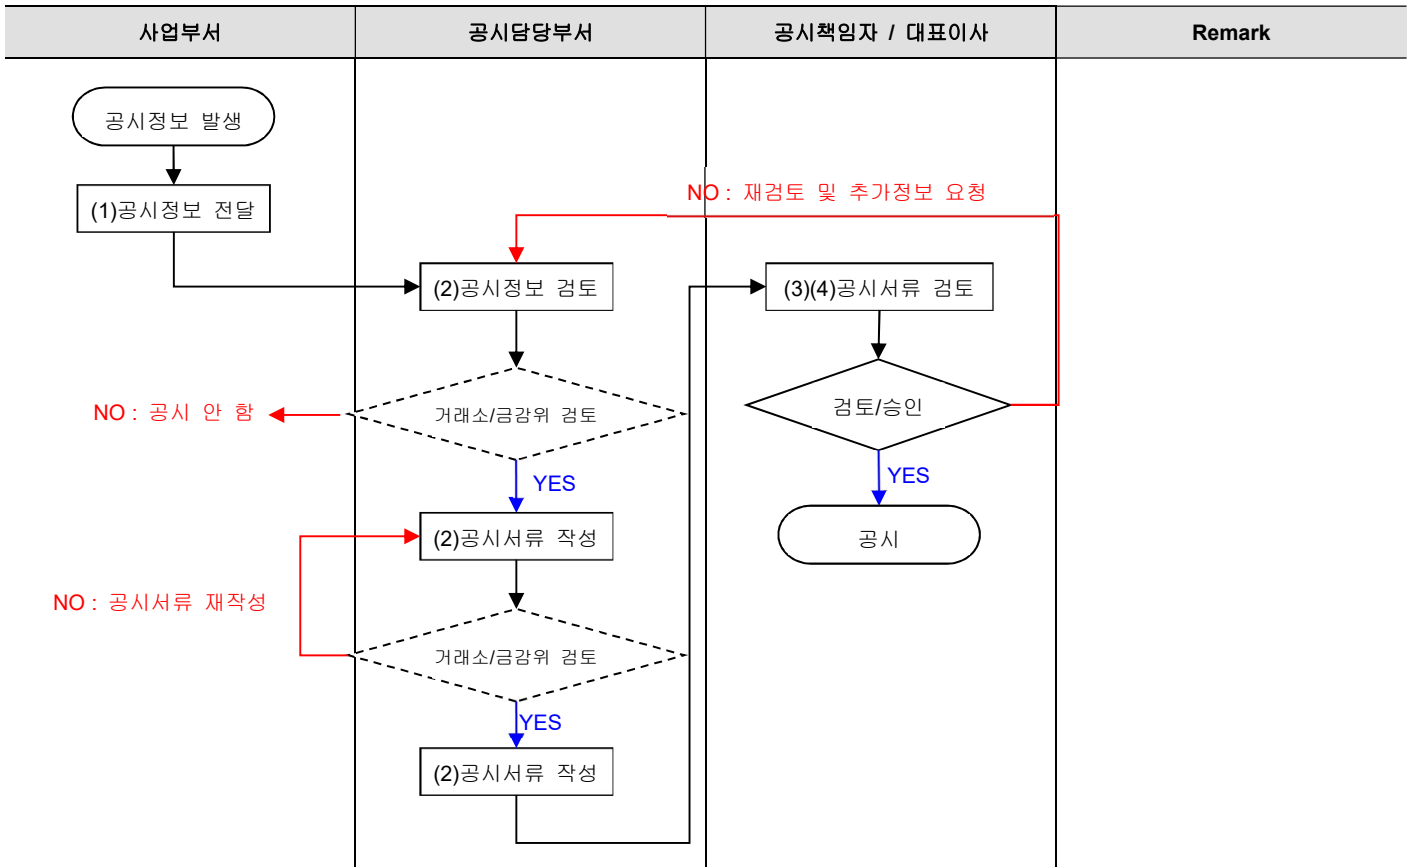 사업부서
공시담당부서
공시책임자 / 대표이사
Remark
공시정보 발생
(1)공시정보 전달
NO : 재검토 및 추가정보 요청
(2)공시정보 검토
(3)(4)공시서류 검토
NO : 공시 안 함
거래소/금감위 검토
검토/승인
YES
YES
(2)공시서류 작성
공시
NO : 공시서류 재작성
거래소/금감위 검토
YES
(2)공시서류 작성